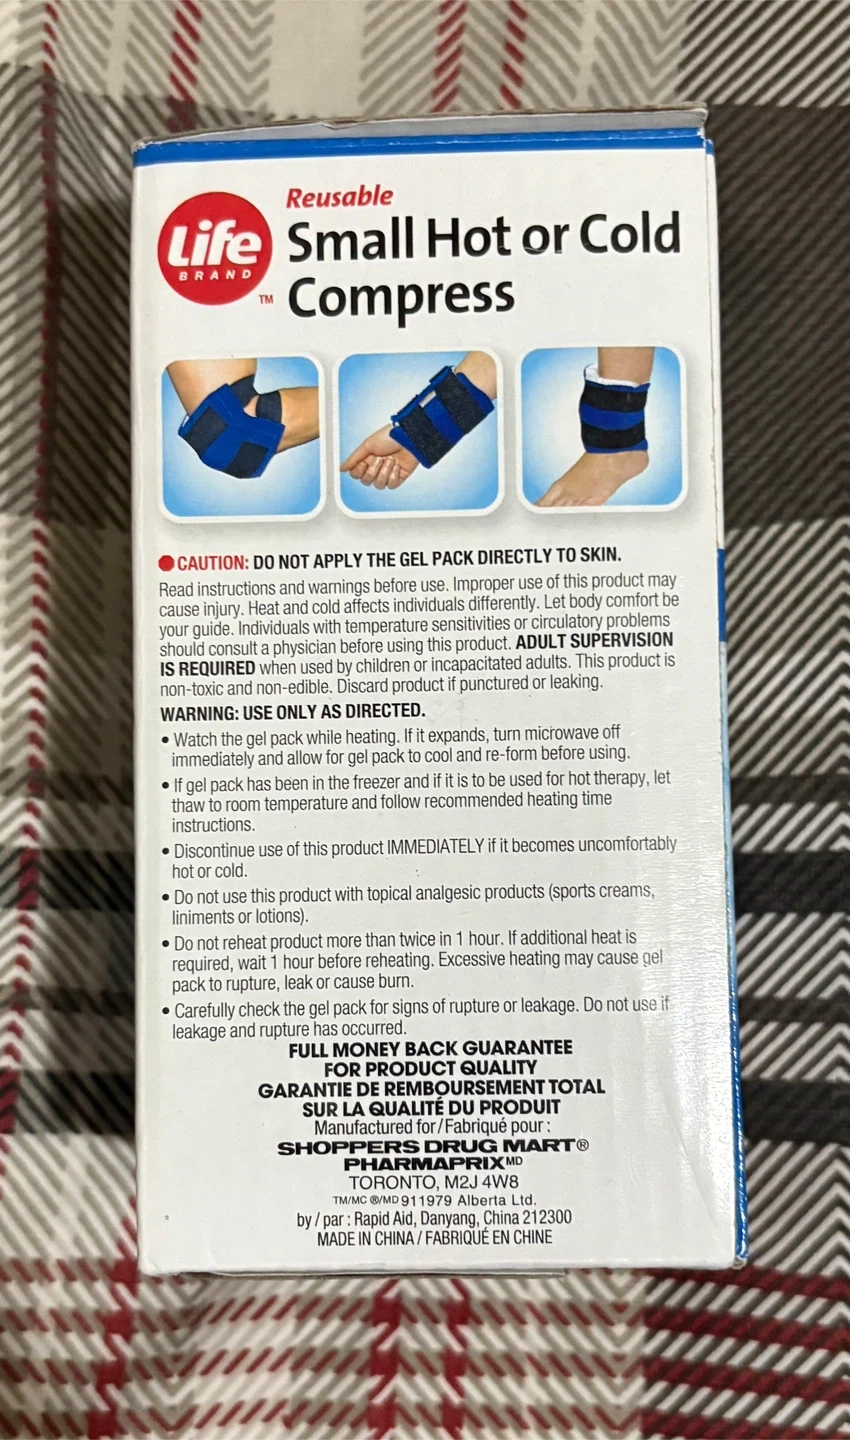 Reusable
Life
BRAND
TM
Small Hot or Cold
Compress
CAUTION: DO NOT APPLY THE GEL PACK DIRECTLY TO SKIN.
Read instructions and warnings before use. Improper use of this product may
cause injury. Heat and cold affects individuals differently. Let body comfort be
your guide. Individuals with temperature sensitivities or circulatory problems
should consult a physician before using this product. ADULT SUPERVISION
IS REQUIRED when used by children or incapacitated adults. This product is
non-toxic and non-edible. Discard product if punctured or leaking.
WARNING: USE ONLY AS DIRECTED.
• Watch the gel pack while heating. If it expands, turn microwave off
immediately and allow for gel pack to cool and re-form before using.
• If gel pack has been in the freezer and if it is to be used for hot therapy, let
thaw to room temperature and follow recommended heating time
instructions.
• Discontinue use of this product IMMEDIATELY if it becomes uncomfortably
hot or cold.
• Do not use this product with topical analgesic products (sports creams,
liniments or lotions).
• Do not reheat product more than twice in 1 hour. If additional heat is
required, wait 1 hour before reheating. Excessive heating may cause gel
pack to rupture, leak or cause burn.
• Carefully check the gel pack for signs of rupture or leakage. Do not use if
leakage and rupture has occurred.
FULL MONEY BACK GUARANTEE
FOR PRODUCT QUALITY
GARANTIE DE REMBOURSEMENT TOTAL
SUR LA QUALITÉ DU PRODUIT
Manufactured for/Fabriqué pour :
SHOPPERS DRUG MART®
PHARMAPRIX MD
TORONTO, M2J 4W8
TM/MC ®/MD 911979 Alberta Ltd.
by / par : Rapid Aid, Danyang, China 212300
MADE IN CHINA / FABRIQUÉ EN CHINE